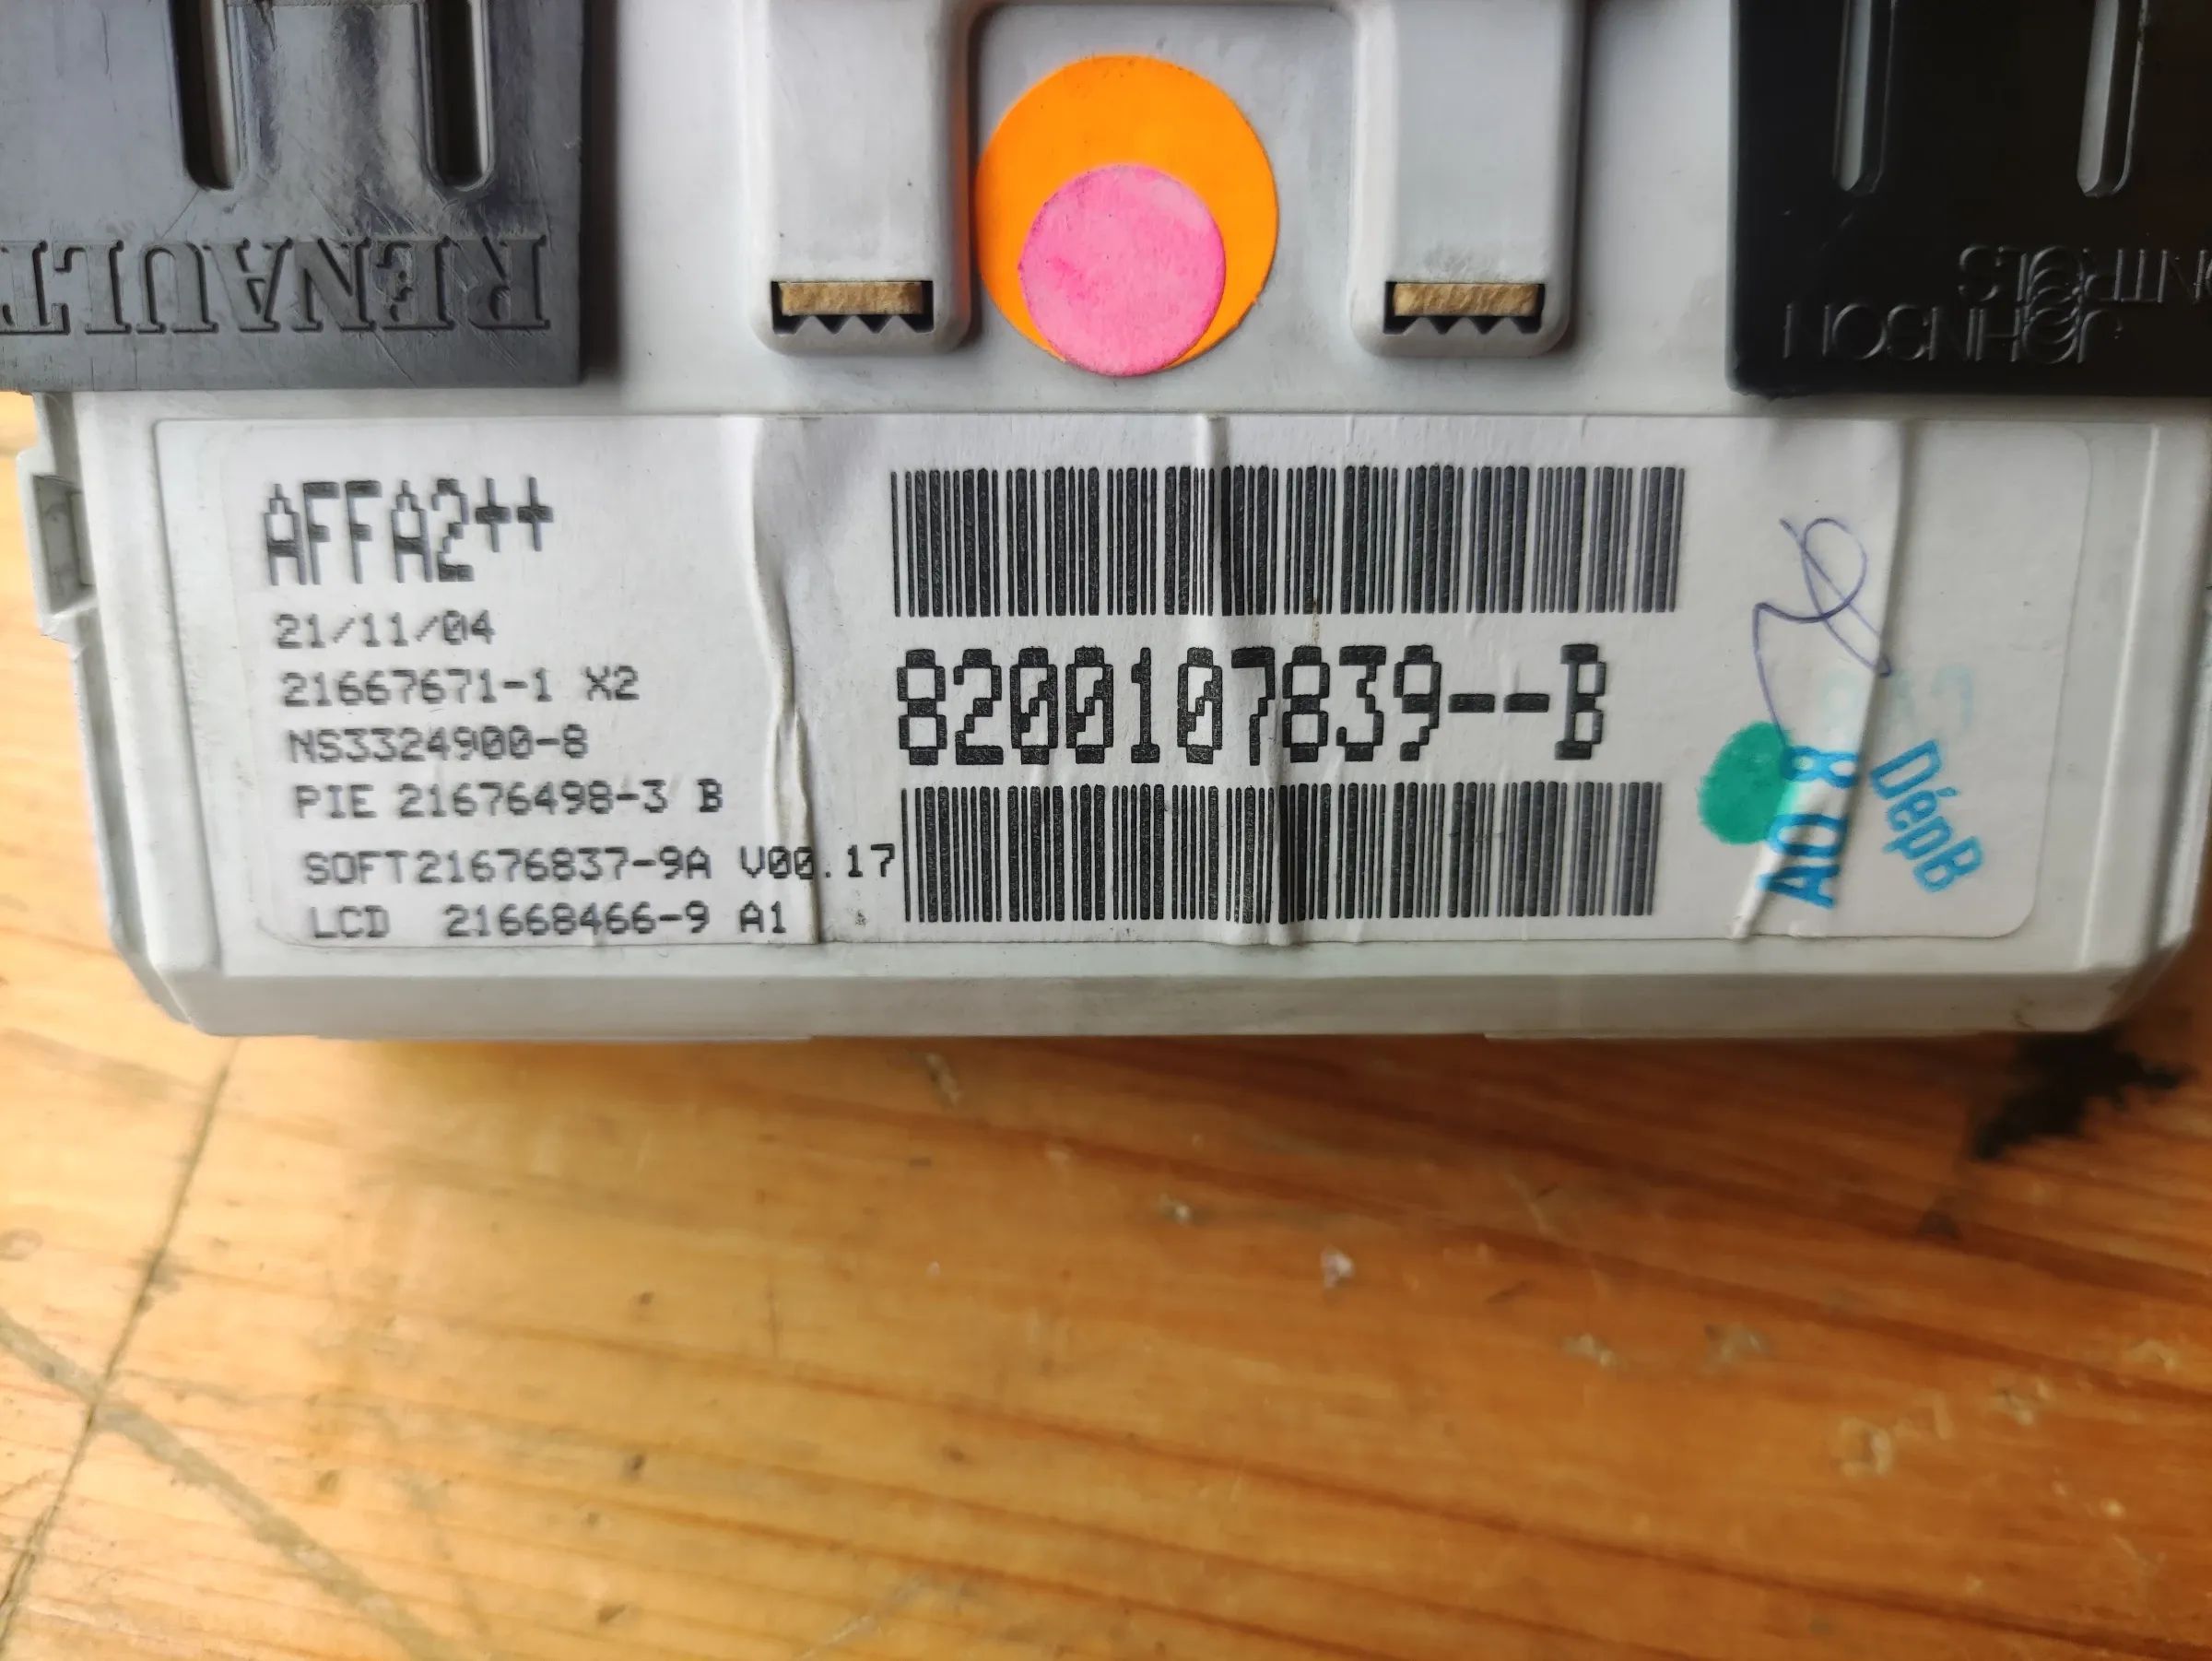 RENAULT
JOHNSON
CONTROLS
AFFA2++
21/11/04
21667671-1 X2
NS3324900-8
PIE 21676498-3 B
SOFT21676837-9A V00.17
LCD 21668466-9 A1
8200107839--B
AO 8
DépB